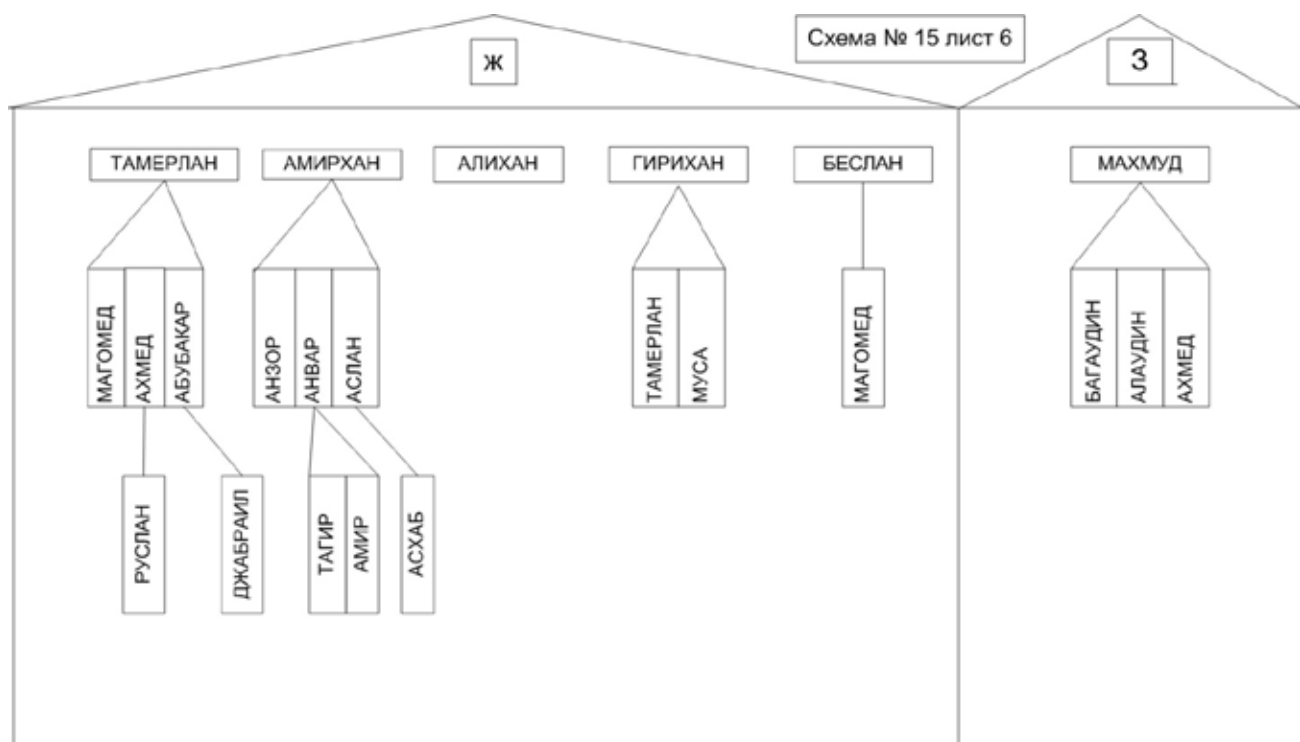 Схема № 15 лист 6
Ж
З
ТАМЕРЛАН
АМИРХАН
АЛИХАН
ГИРИХАН
БЕСЛАН
МАХМУД
МАГОМЕД
АХМЕД
АБУБАКАР
АНЗОР
АНВАР
АСЛАН
ТАМЕРЛАН
МУСА
МАГОМЕД
БАГАУДИН
АЛАУДИН
АХМЕД
РУСЛАН
ДЖАБРАИЛ
ТАГИР
АМИР
АСХАБ